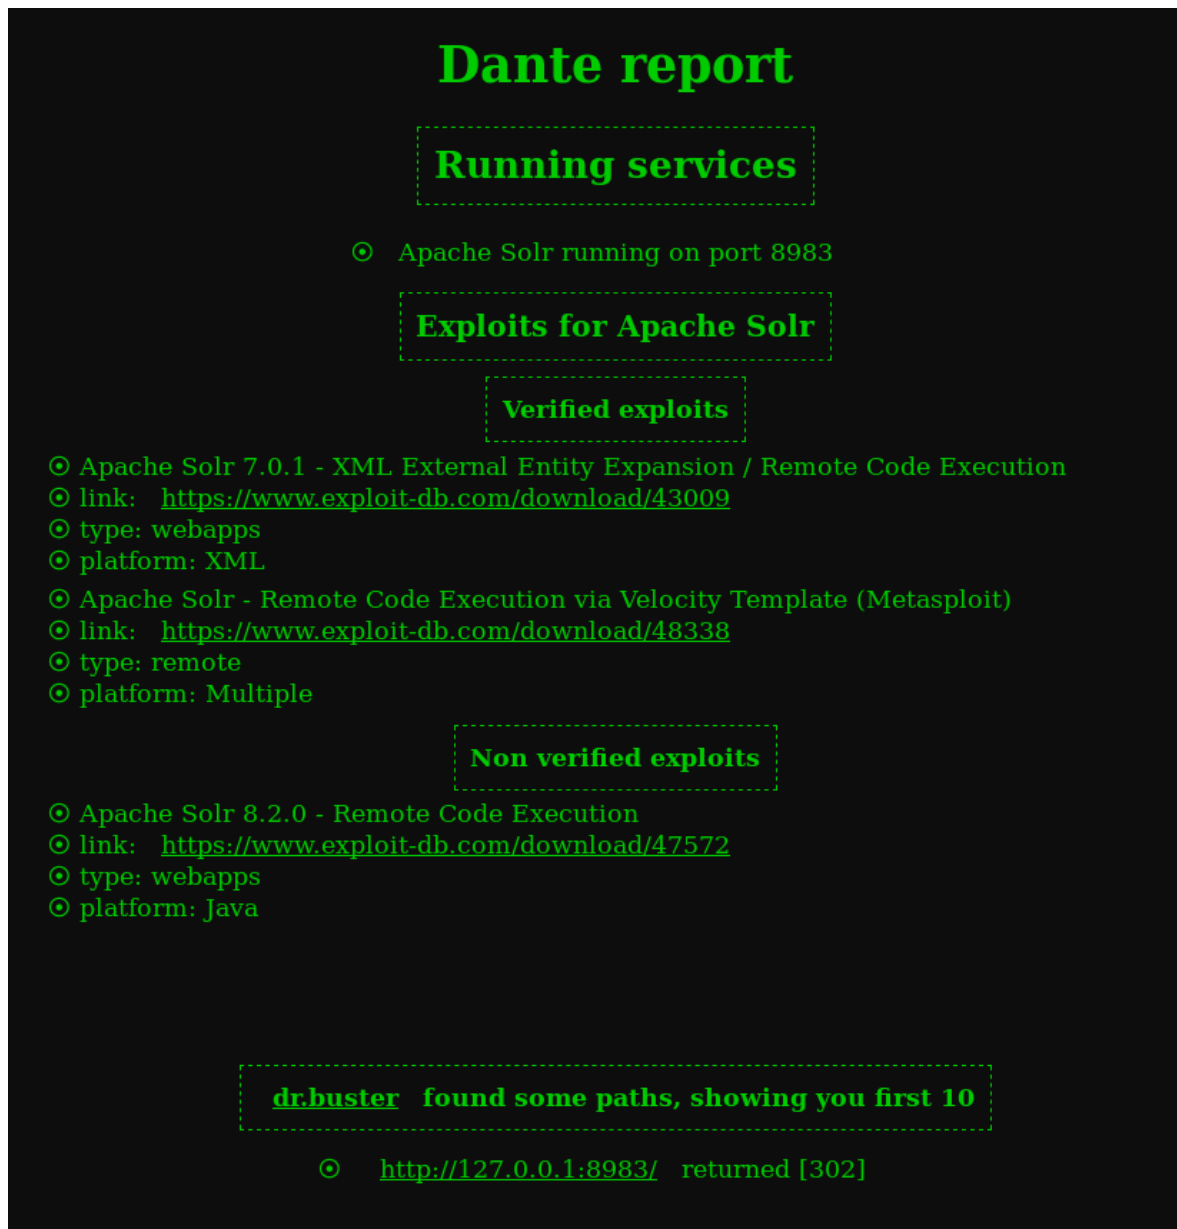 Dante report
Running services
Apache Solr running on port 8983
Exploits for Apache Solr
Verified exploits
Apache Solr 7.0.1 - XML External Entity Expansion / Remote Code Execution
link: https://www.exploit-db.com/download/43009
type: webapps
platform: XML
Apache Solr - Remote Code Execution via Velocity Template (Metasploit)
link: https://www.exploit-db.com/download/48338
type: remote
platform: Multiple
Non verified exploits
Apache Solr 8.2.0 - Remote Code Execution
link: https://www.exploit-db.com/download/47572
type: webapps
platform: Java
dr.buster found some paths, showing you first 10
http://127.0.0.1:8983/ returned [302]